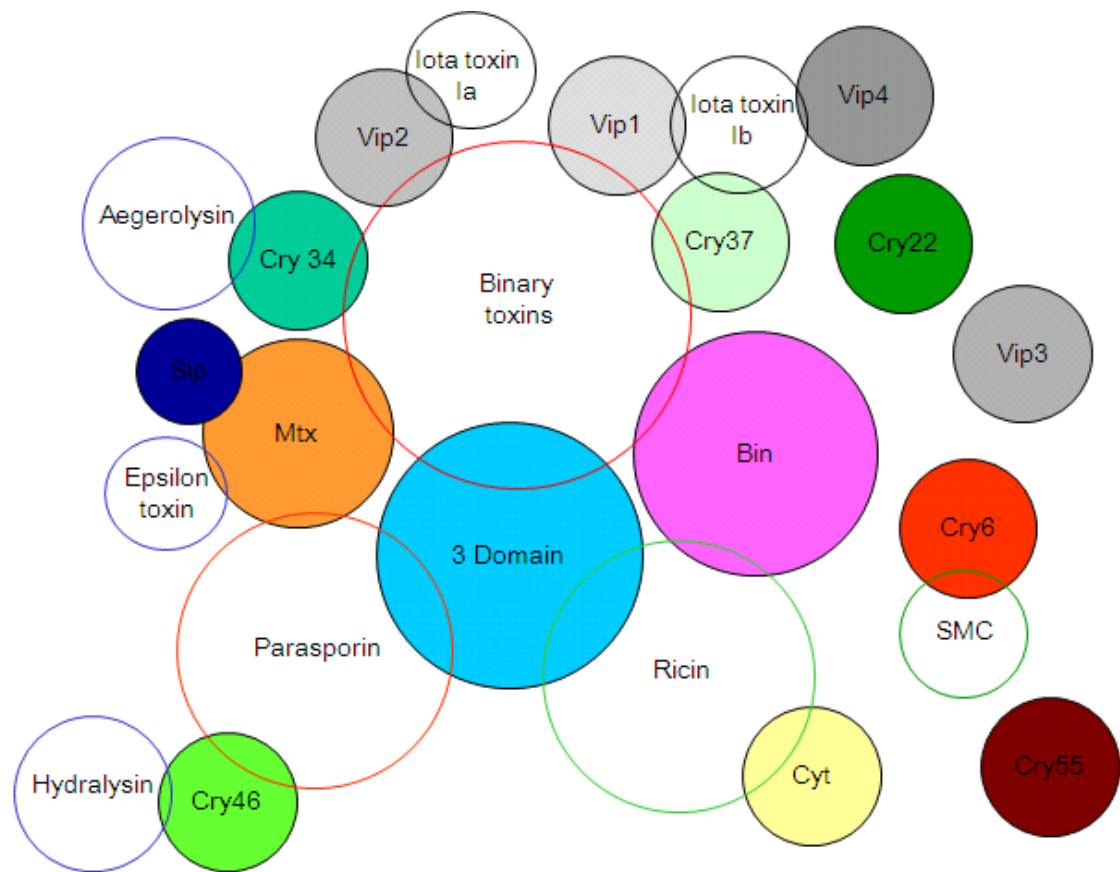 Iota toxin
Ia
Vip2
Vip1
Iota toxin
Ib
Vip4
Aegerolysin
Cry 34
Cry37
Cry22
Binary
toxins
Vip3
Sip
Mtx
Bin
Epsilon
toxin
3 Domain
Cry6
SMC
Parasporin
Ricin
Hydralysin
Cry46
Cyt
Cry55